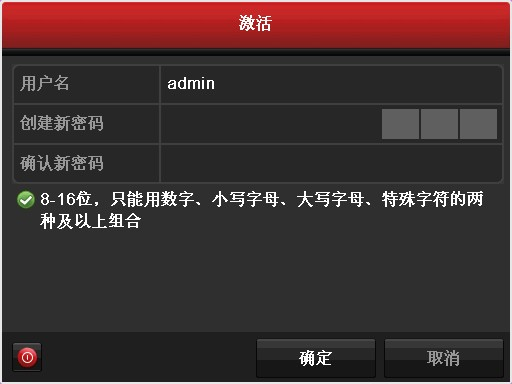 激活
用户名 admin
创建新密码
确认新密码
8-16位，只能用数字、小写字母、大写字母、特殊字符的两
种及以上组合
确定 取消